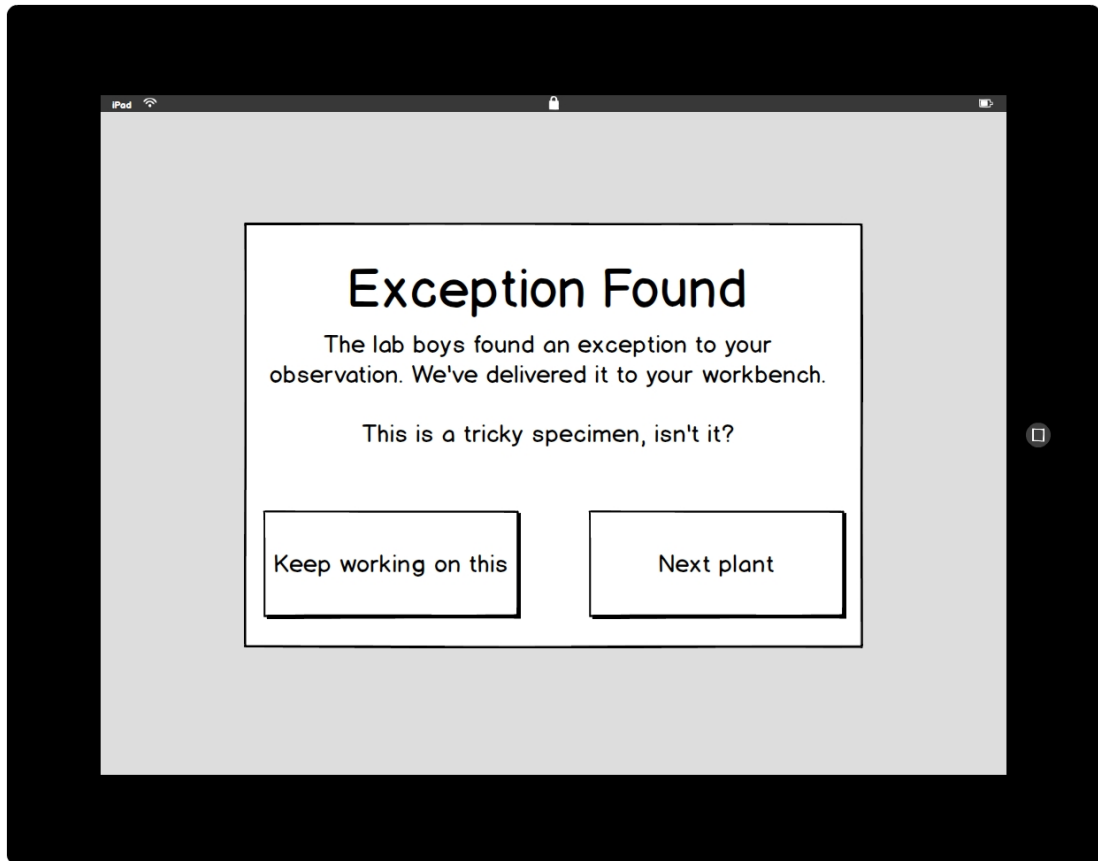 iPad
Exception Found
The lab boys found an exception to your
observation. We've delivered it to your workbench.
This is a tricky specimen, isn't it?
Keep working on this
Next plant